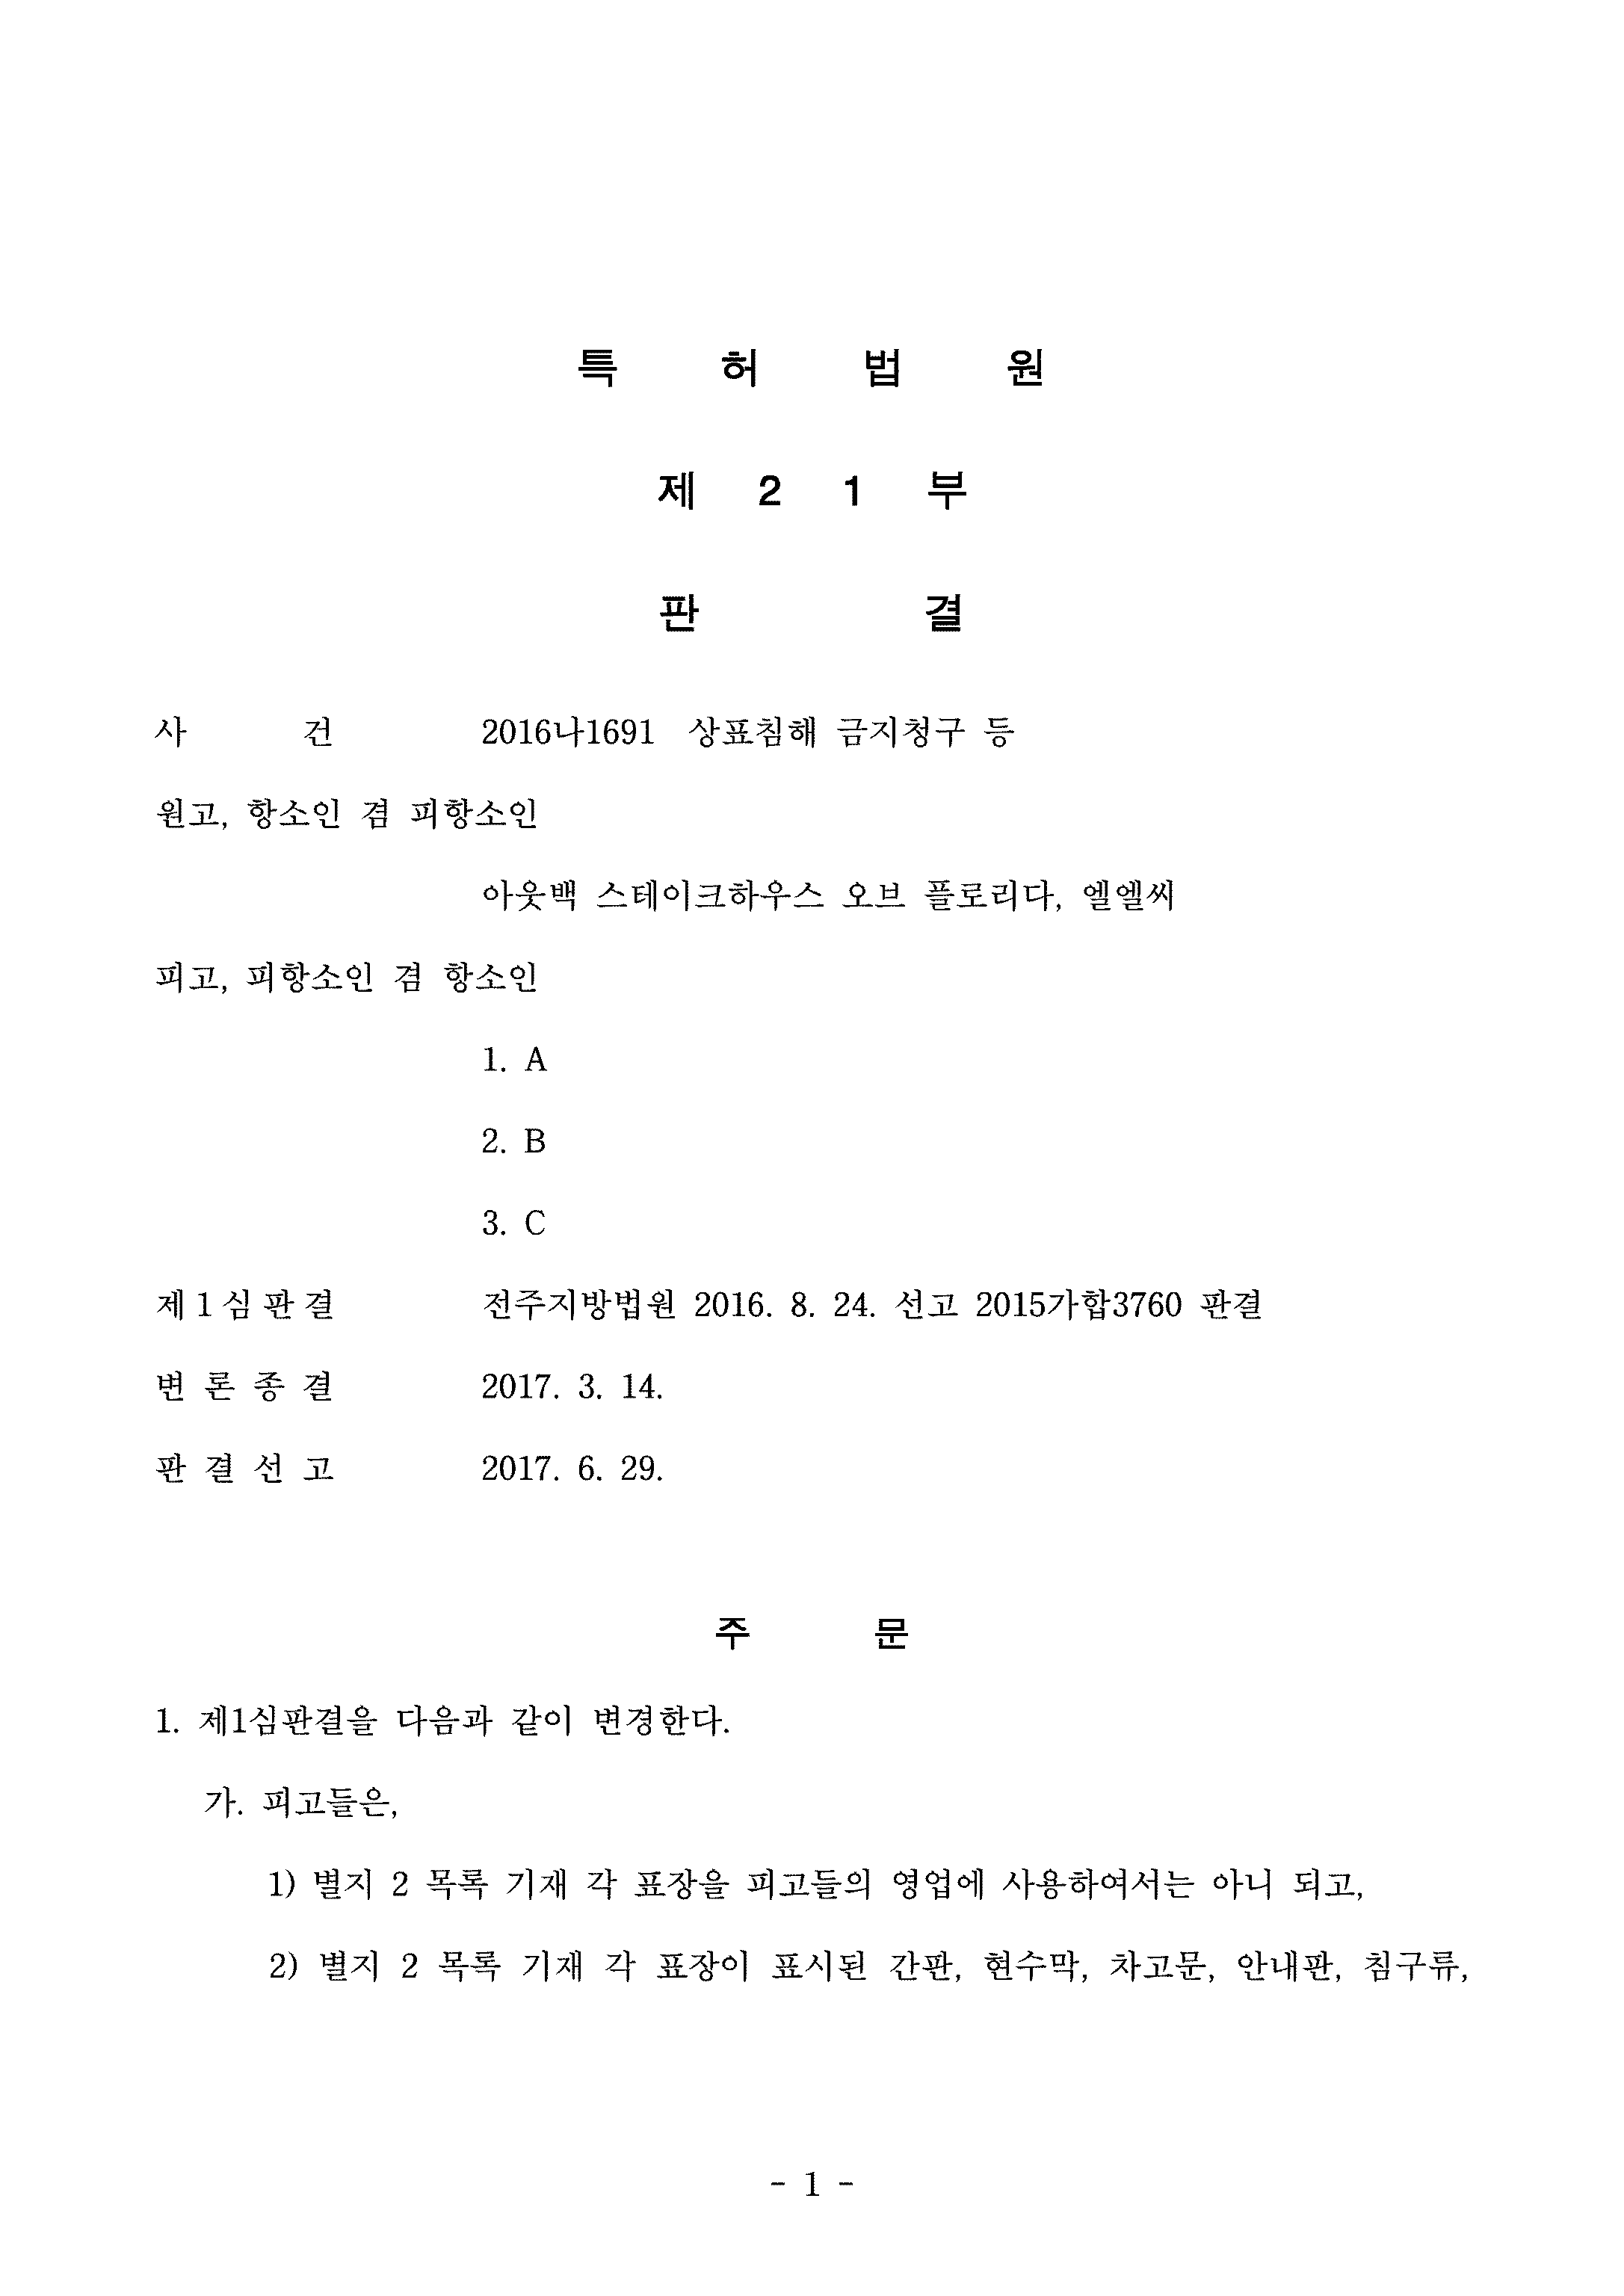 특 허 법 원
제 2 1 부
판 결
사 건 2016나1691 상표침해 금지청구 등
원고, 항소인 겸 피항소인
아웃백 스테이크하우스 오브 플로리다, 엘엘씨
피고, 피항소인 겸 항소인
1. A
2. B
3. C
제 1 심 판 결 전주지방법원 2016. 8. 24. 선고 2015가합3760 판결
변 론 종 결 2017. 3. 14.
판 결 선 고 2017. 6. 29.
주 문
1. 제1심판결을 다음과 같이 변경한다.
가. 피고들은,
1) 별지 2 목록 기재 각 표장을 피고들의 영업에 사용하여서는 아니 되고,
2) 별지 2 목록 기재 각 표장이 표시된 간판, 현수막, 차고문, 안내판, 침구류,
- 1 -